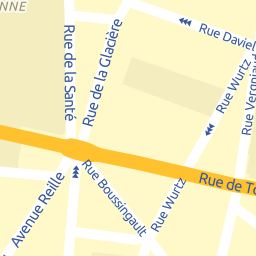 NNE
Rue de la Santé
Rue de la Glacière
Rue Daviel
Rue Wurtz
Rue Vergniaud
Avenue Reille
Rue Boussingault
Rue Wurtz
Rue de To